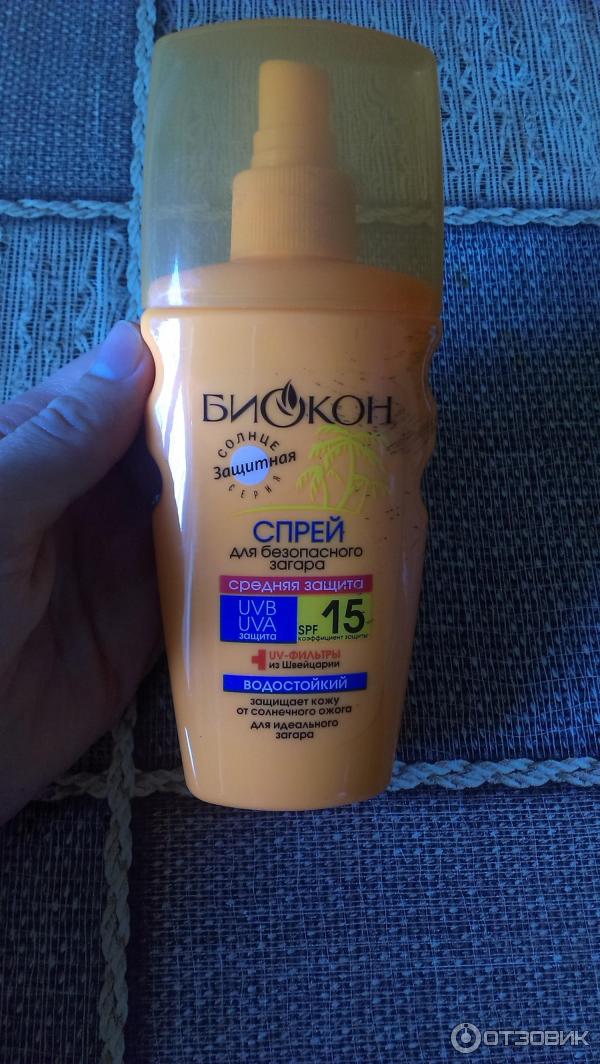 БИОКОН
СОЛНЦЕ
Защитная
СЕРИЯ
СПРЕЙ
для безопасного
загара
средняя защита
UVB
UVA
защита
SPF 15
коэффициент защиты
UV-ФИЛЬТРЫ
из Швейцарии
ВОДОСТОЙКИЙ
защищает кожу
от солнечного ожога
для идеального
загара
ОТЗОВИК